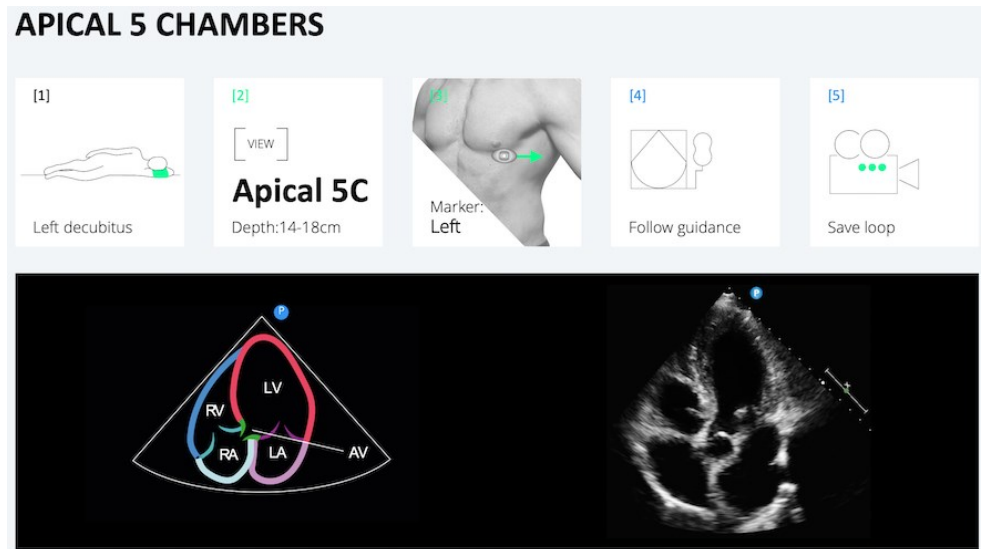 APICAL 5 CHAMBERS
[1]
Left decubitus
[2]
VIEW
Apical 5C
Depth:14-18cm
[3]
Marker:
Left
[4]
Follow guidance
[5]
Save loop
P
LV
RV
RA
LA
AV
P